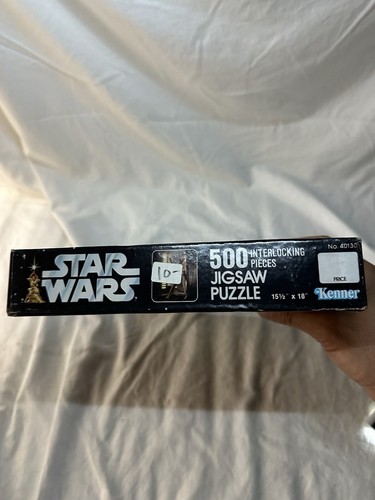 STAR
WARS
10-
500 INTERLOCKING
PIECES
JIGSAW
PUZZLE 15½" x 18"
No. 40130
PRICE
Kenner